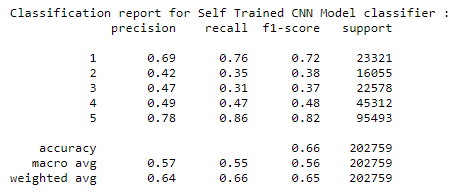 Classification report for Self Trained CNN Model classifier :
precision recall f1-score support
1 0.69 0.76 0.72 23321
2 0.42 0.35 0.38 16055
3 0.47 0.31 0.37 22578
4 0.49 0.47 0.48 45312
5 0.78 0.86 0.82 95493
accuracy 0.66 202759
macro avg 0.57 0.55 0.56 202759
weighted avg 0.64 0.66 0.65 202759